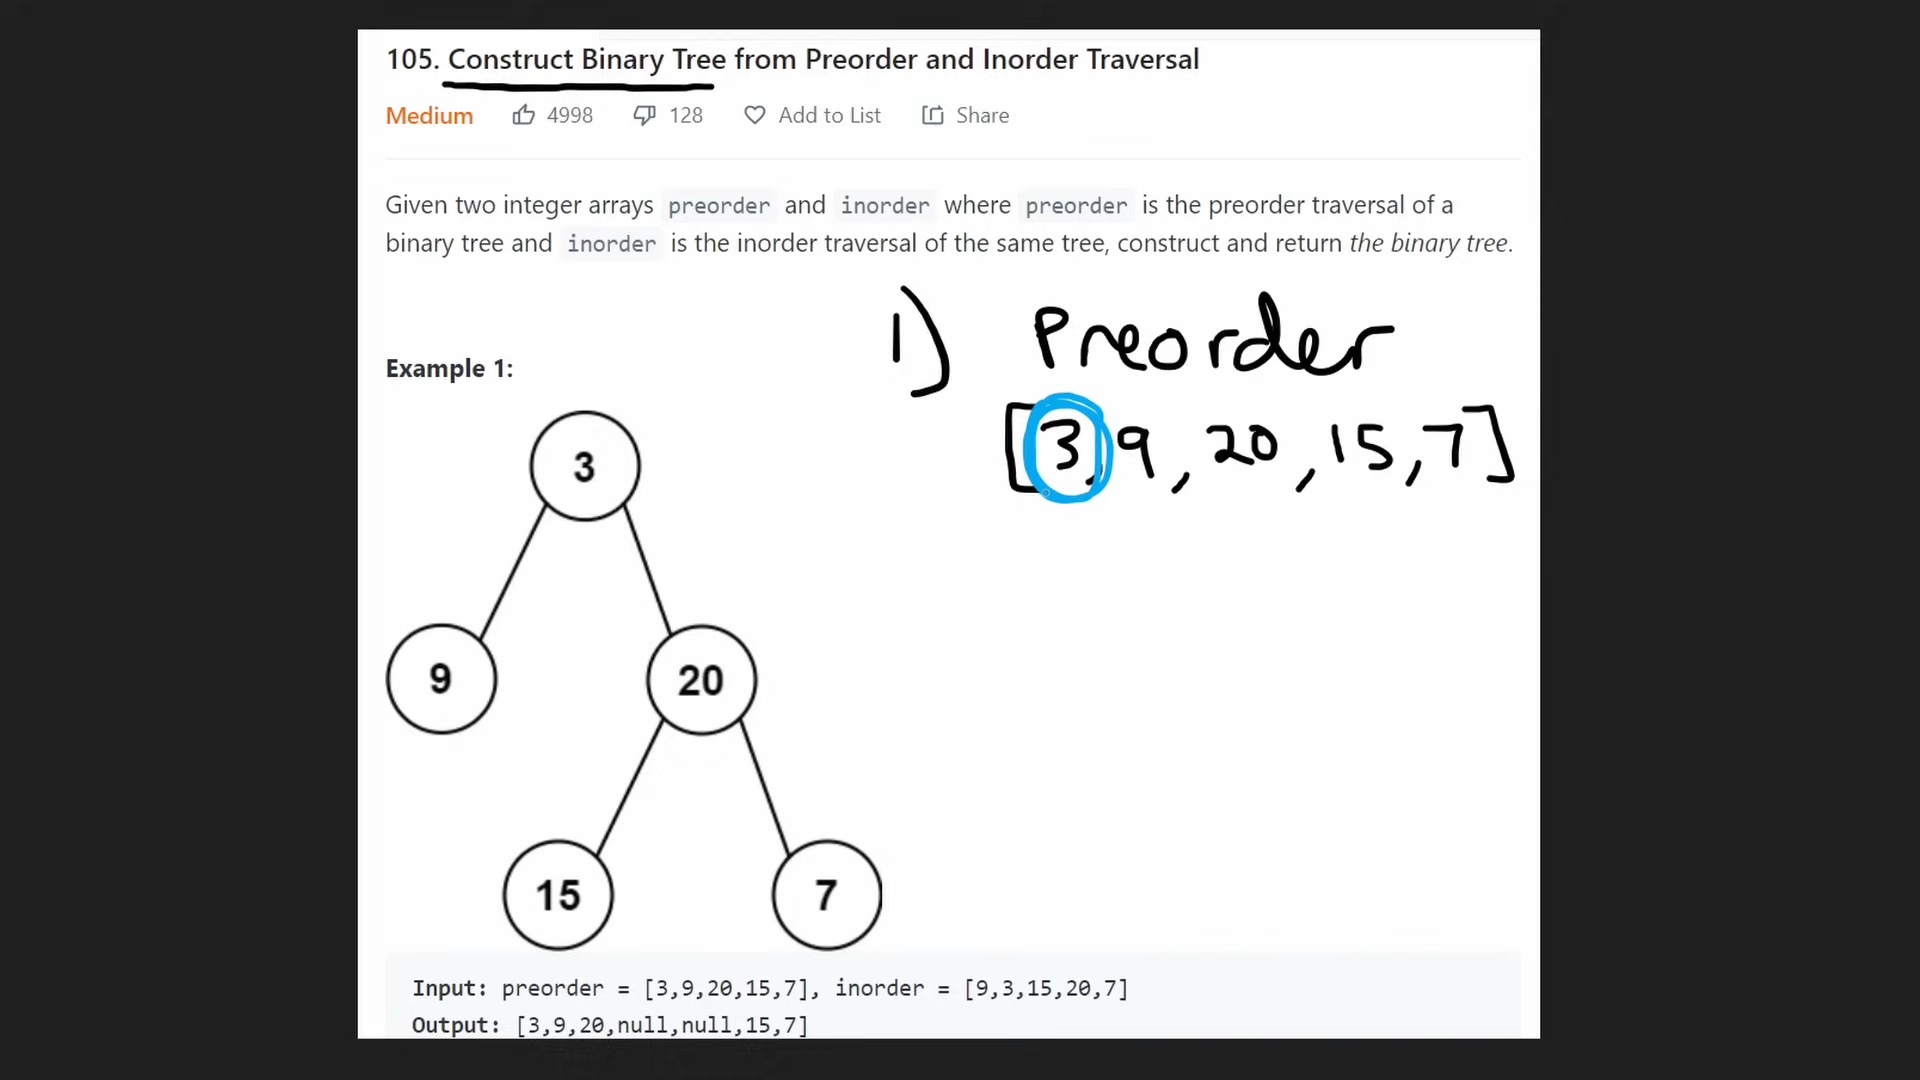 105. Construct Binary Tree from Preorder and Inorder Traversal
Medium 4998 128 Add to List Share
Given two integer arrays preorder and inorder where preorder is the preorder traversal of a
binary tree and inorder is the inorder traversal of the same tree, construct and return the binary tree.
1) Preorder
Example 1:
[3,9,20,15,7]
3
9 20
15 7
Input: preorder = [3,9,20,15,7], inorder = [9,3,15,20,7]
Output: [3,9,20,null,null,15,7]